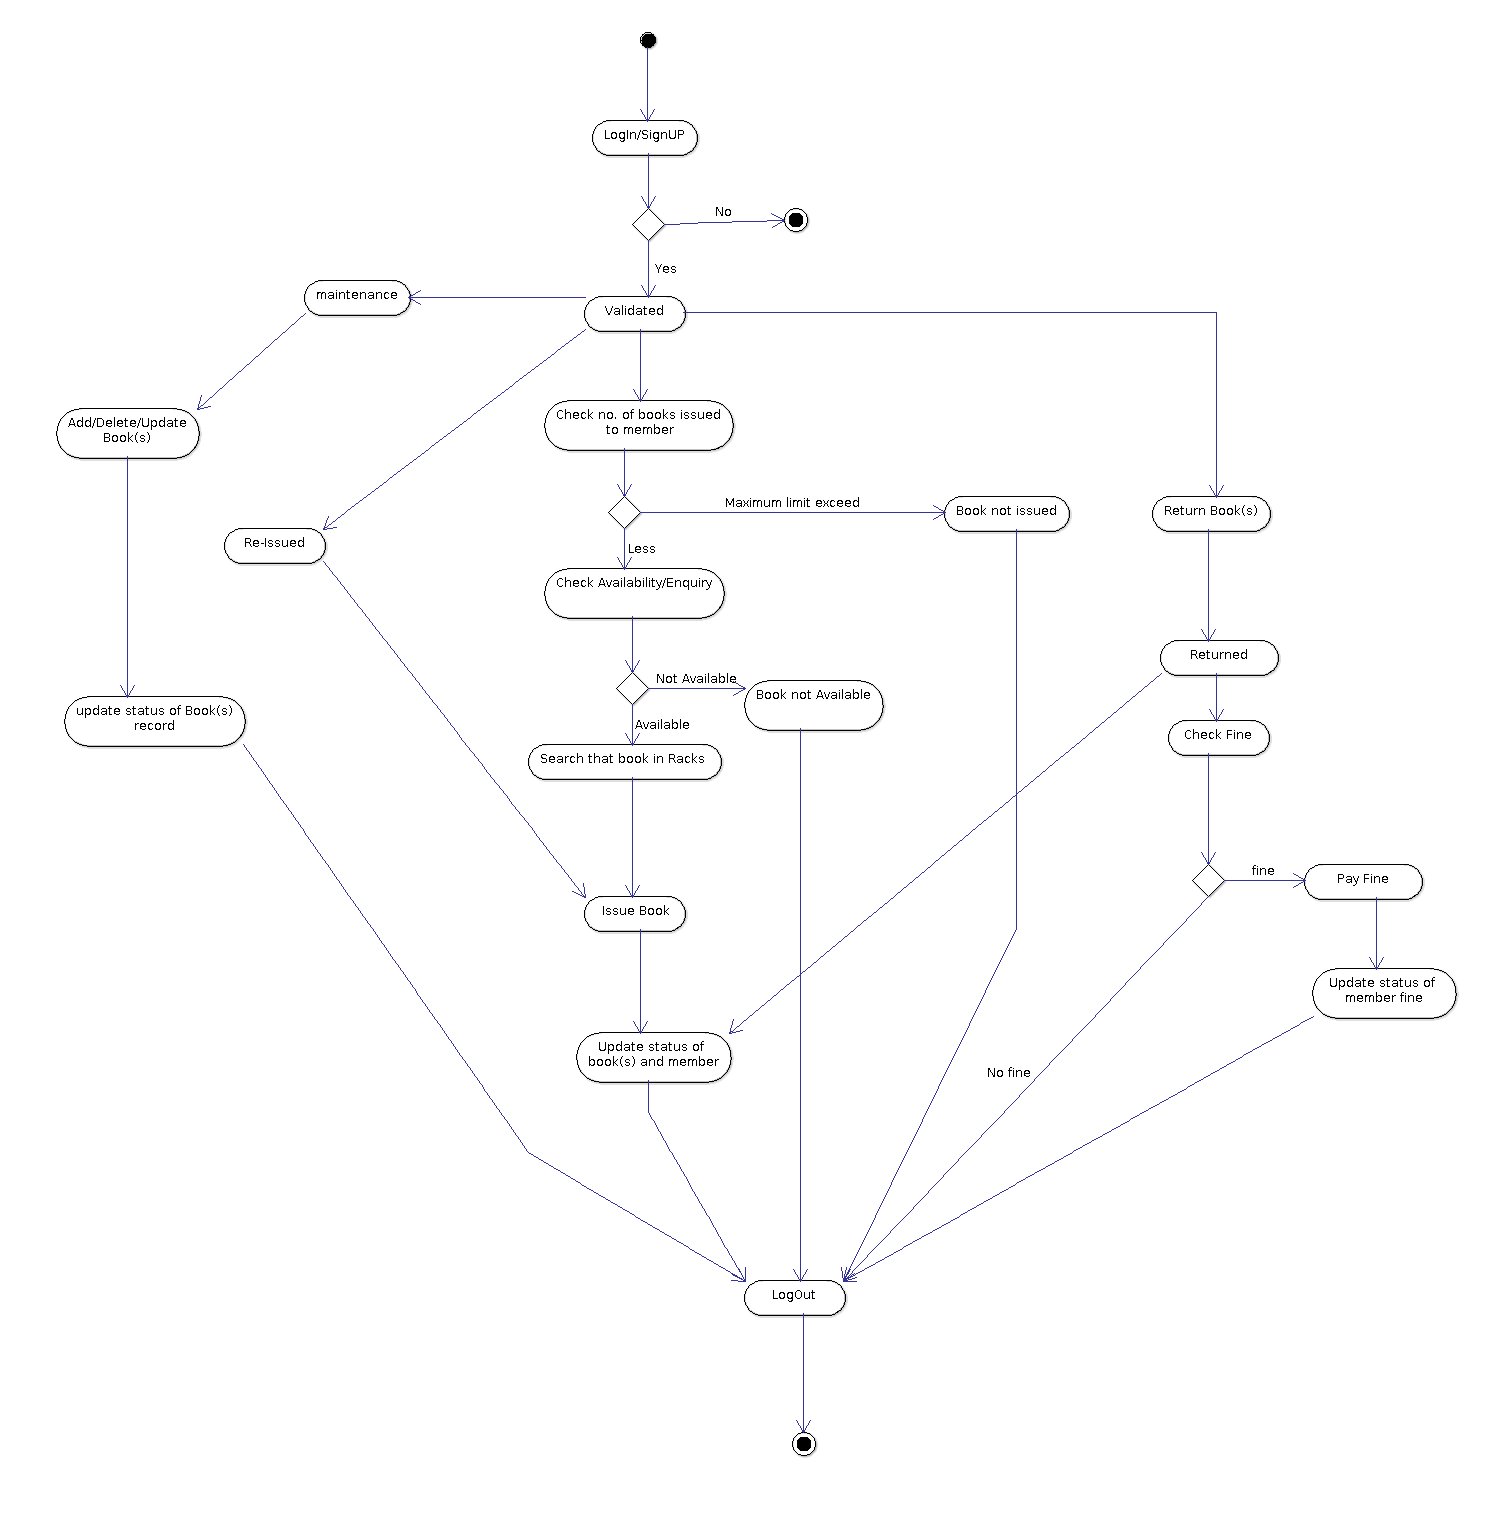 LogIn/SignUP
No
Yes
maintenance
Validated
Add/Delete/Update
Book(s)
Check no. of books issued
to member
Maximum limit exceed
Book not issued
Return Book(s)
Re-Issued
Less
Check Availability/Enquiry
Returned
Not Available
Book not Available
update status of Book(s)
record
Available
Check Fine
Search that book in Racks
fine
Pay Fine
Issue Book
Update status of
member fine
Update status of
book(s) and member
No fine
LogOut